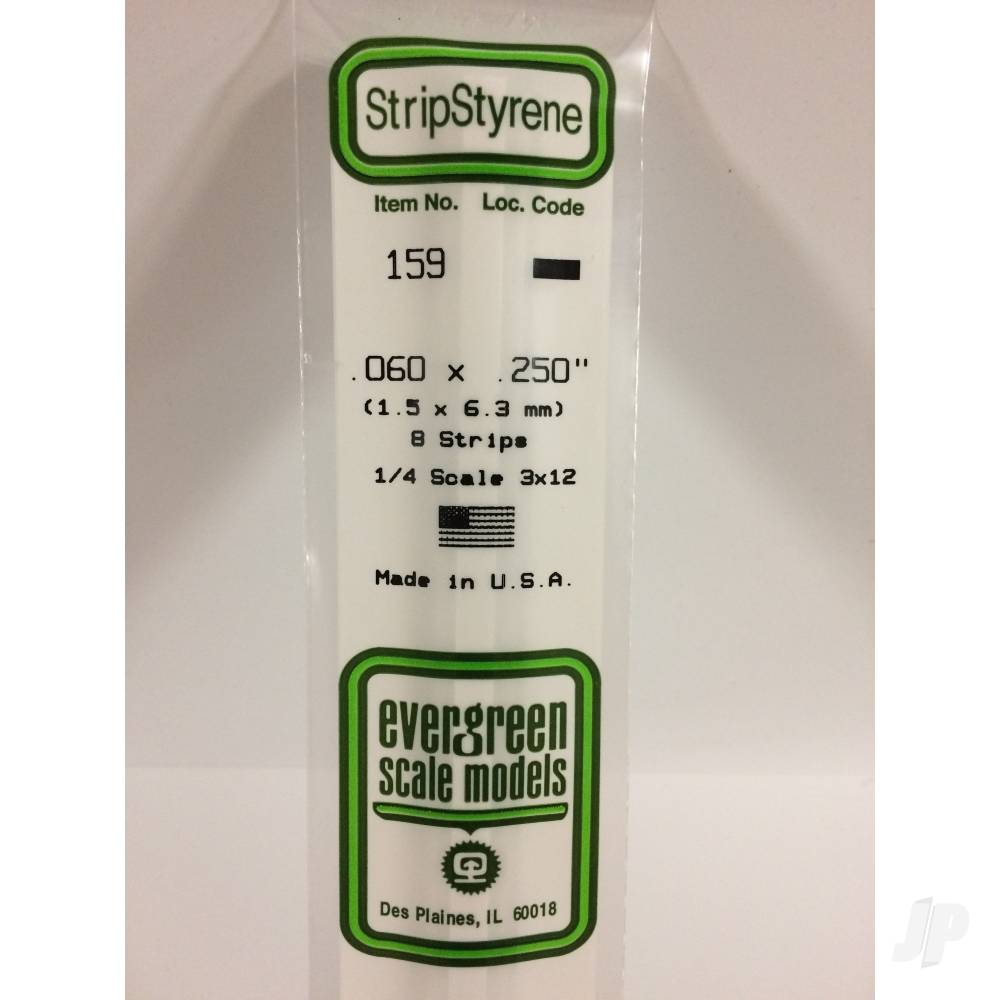 StripStyrene
Item No. Loc. Code
159
.060 x .250"
(1.5 x 6.3 mm)
8 Strips
1/4 Scale 3x12
Made in U.S.A.
evergreen
scale models
Des Plaines, IL 60018
JP